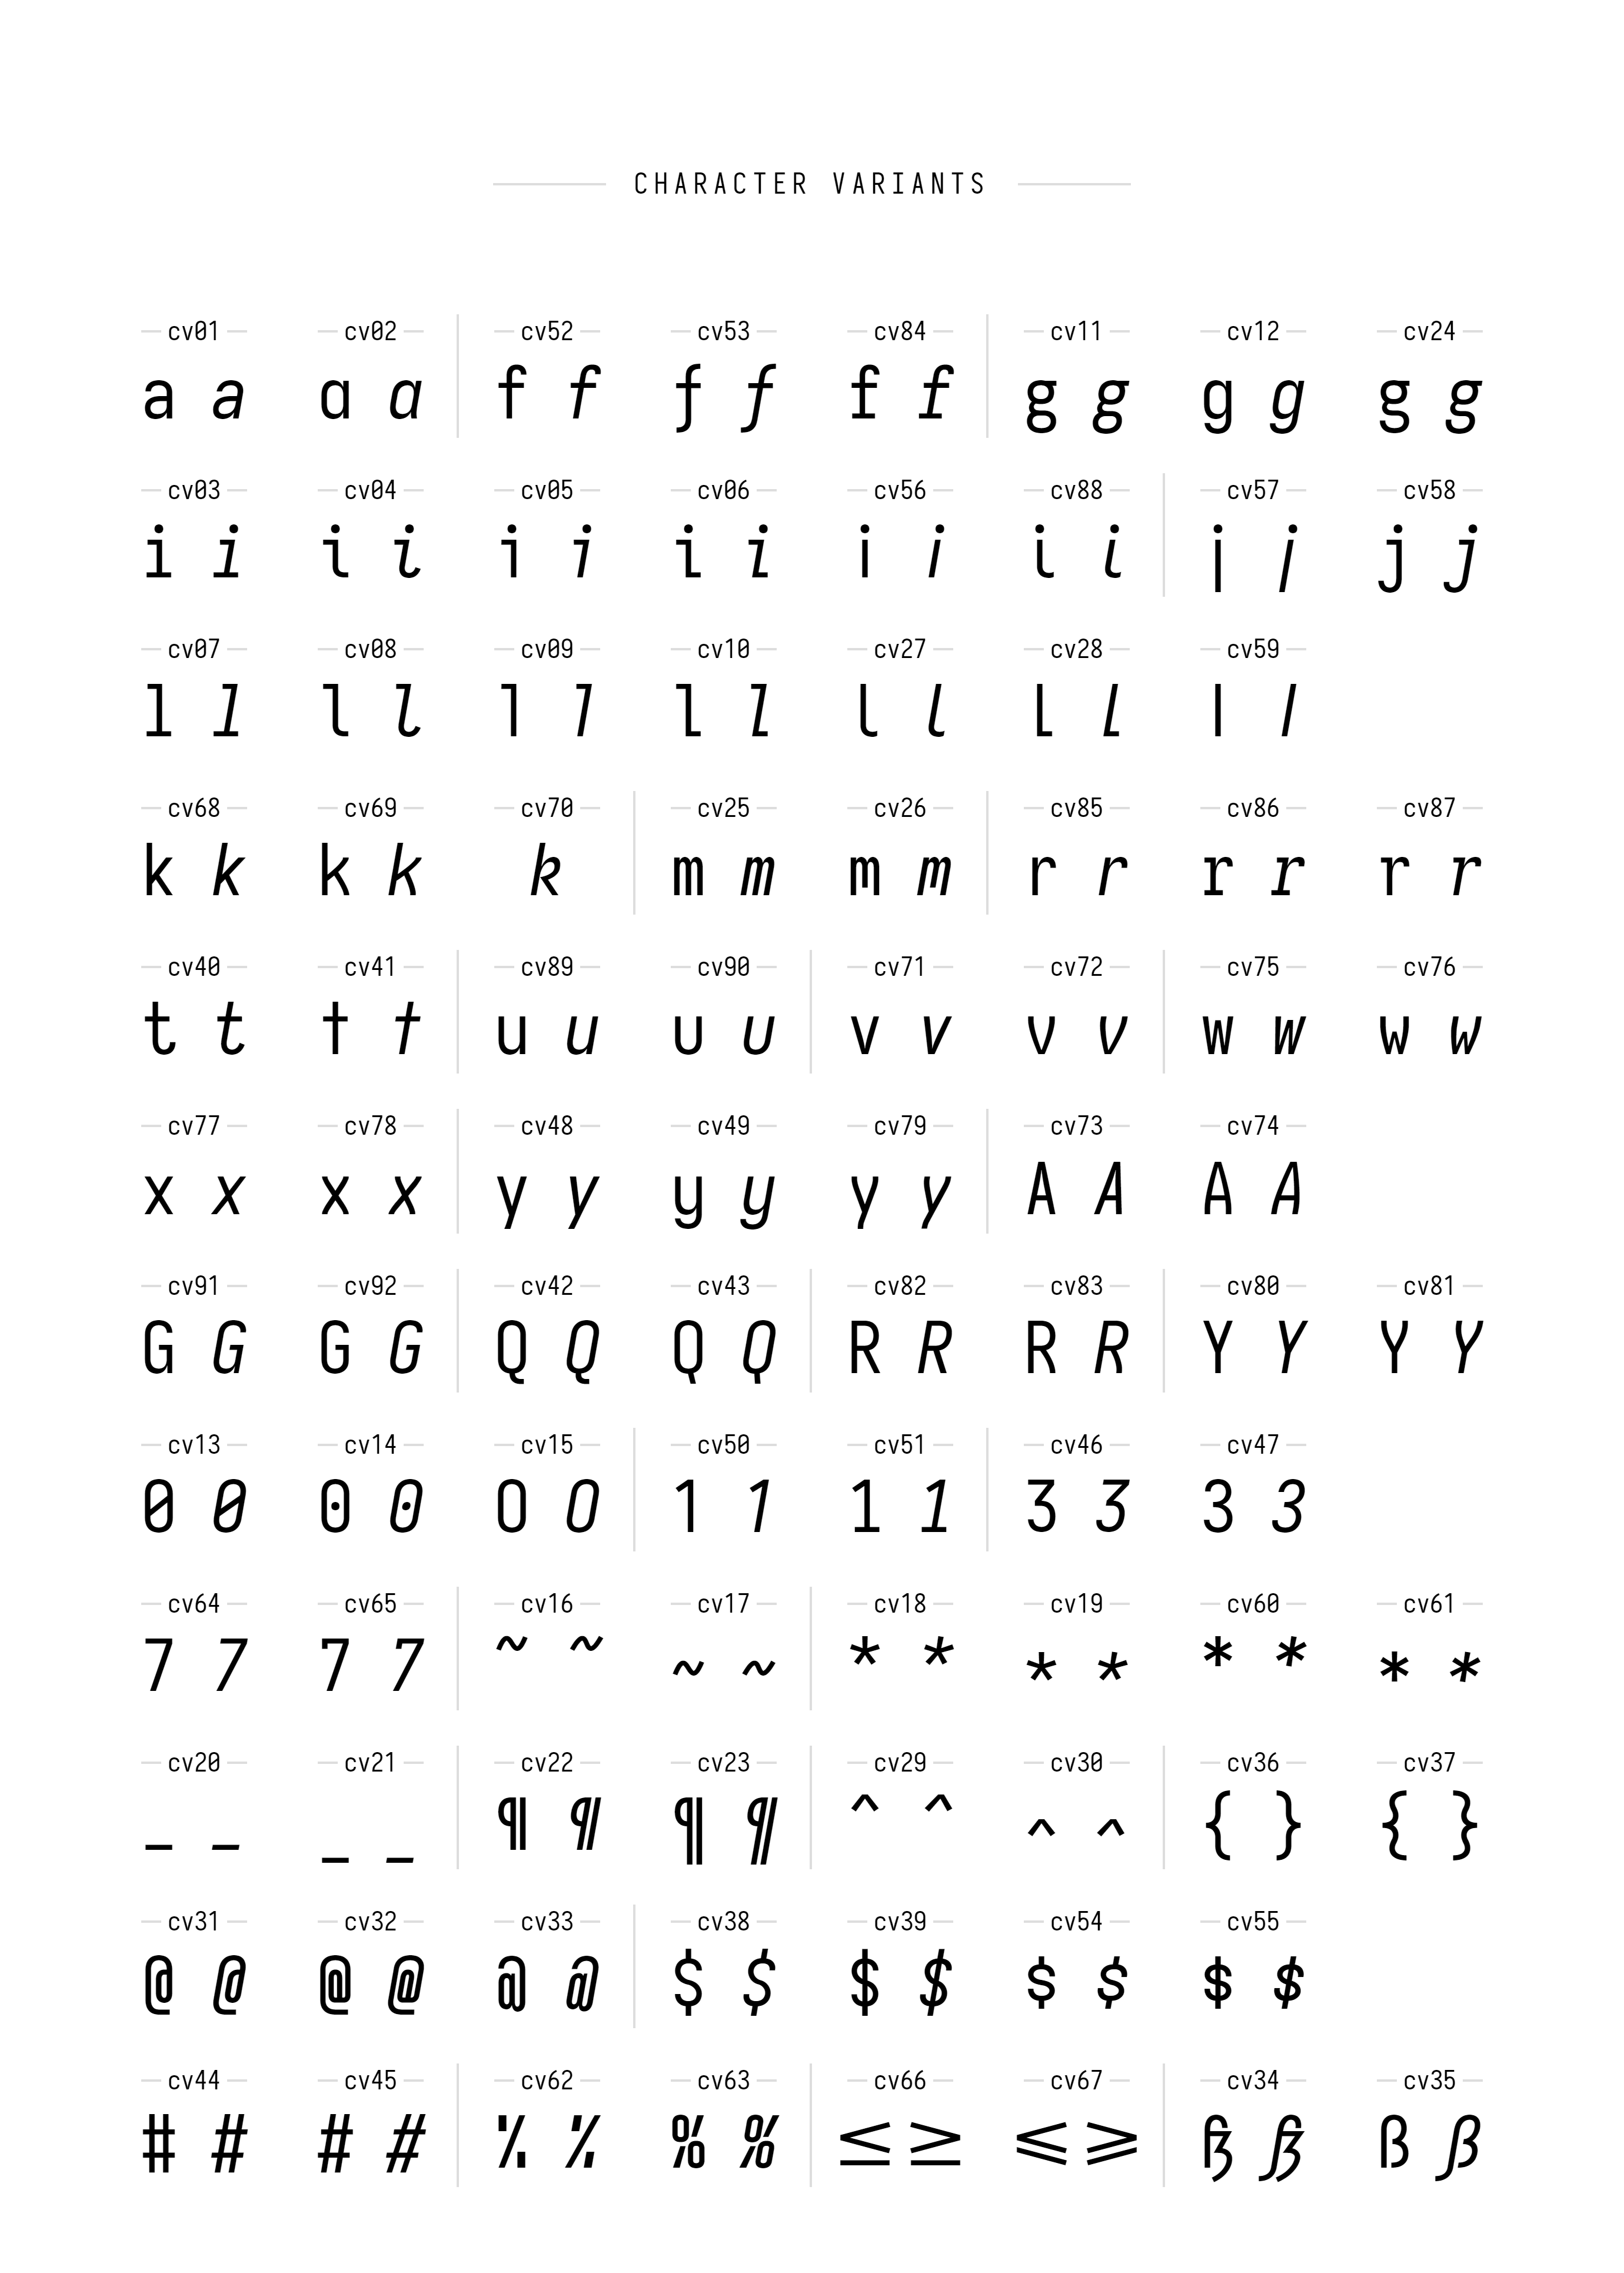 CHARACTER VARIANTS
cv01 cv02 cv52 cv53 cv84 cv11 cv12 cv24
a a a a f f f f f f g g g g g g
cv03 cv04 cv05 cv06 cv56 cv88 cv57 cv58
i i i i i i i i i i i i j j j j
cv07 cv08 cv09 cv10 cv27 cv28 cv59
l l l l l l l l l l l l l l
cv68 cv69 cv70 cv25 cv26 cv85 cv86 cv87
k k k k k m m m m r r r r r r
cv40 cv41 cv89 cv90 cv71 cv72 cv75 cv76
t t t t u u u u v v v v w w w w
cv77 cv78 cv48 cv49 cv79 cv73 cv74
x x x x y y y y y y A A A A
cv91 cv92 cv42 cv43 cv82 cv83 cv80 cv81
G G G G Q Q Q Q R R R R Y Y Y Y
cv13 cv14 cv15 cv50 cv51 cv46 cv47
0 0 0 0 0 0 1 1 1 1 3 3 3 3
cv64 cv65 cv16 cv17 cv18 cv19 cv60 cv61
7 7 7 7 ~ ~ ~ ~ * * * * * * * *
cv20 cv21 cv22 cv23 cv29 cv30 cv36 cv37
_ _ _ _ ¶ ¶ ¶ ¶ ^ ^ ^ ^ { } { }
cv31 cv32 cv33 cv38 cv39 cv54 cv55
@ @ @ @ @ @ $ $ $ $ $ $ $ $
cv44 cv45 cv62 cv63 cv66 cv67 cv34 cv35
# # # # % % % % ≤ ≥ ⩽ ⩾ ß ß ß ß